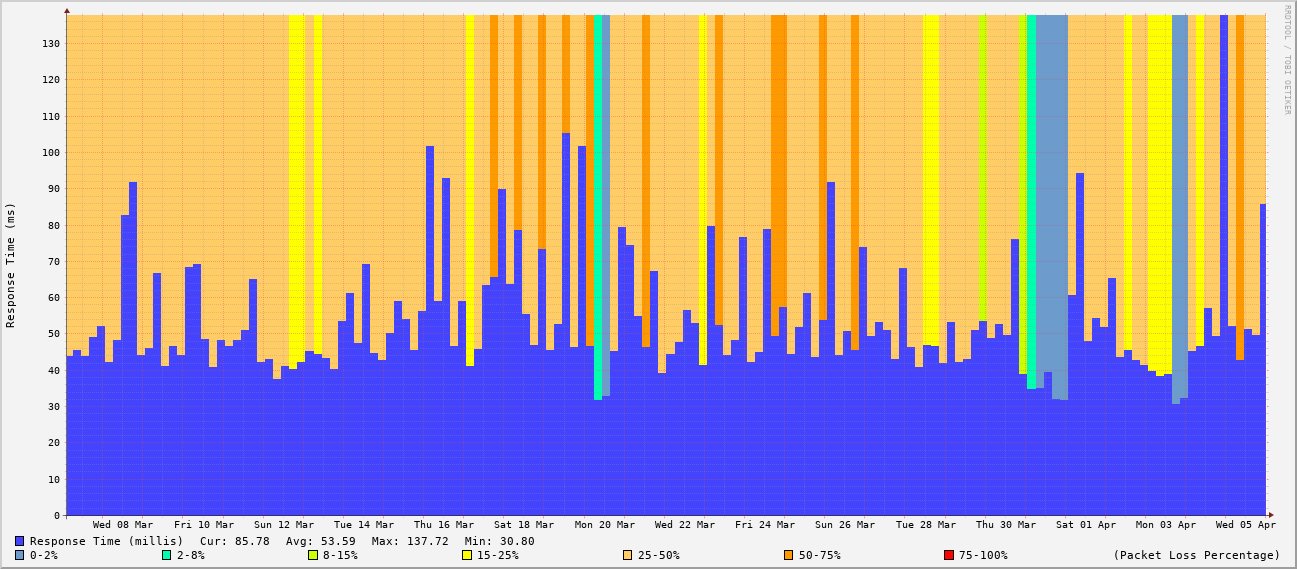 RRDTOOL / TOBI OETIKER
Response Time (ms)
130
120
110
100
90
80
70
60
50
40
30
20
10
0
Wed 08 Mar Fri 10 Mar Sun 12 Mar Tue 14 Mar Thu 16 Mar Sat 18 Mar Mon 20 Mar Wed 22 Mar Fri 24 Mar Sun 26 Mar Tue 28 Mar Thu 30 Mar Sat 01 Apr Mon 03 Apr Wed 05 Apr
Response Time (millis) Cur: 85.78 Avg: 53.59 Max: 137.72 Min: 30.80
0-2% 2-8% 8-15% 15-25% 25-50% 50-75% 75-100% (Packet Loss Percentage)